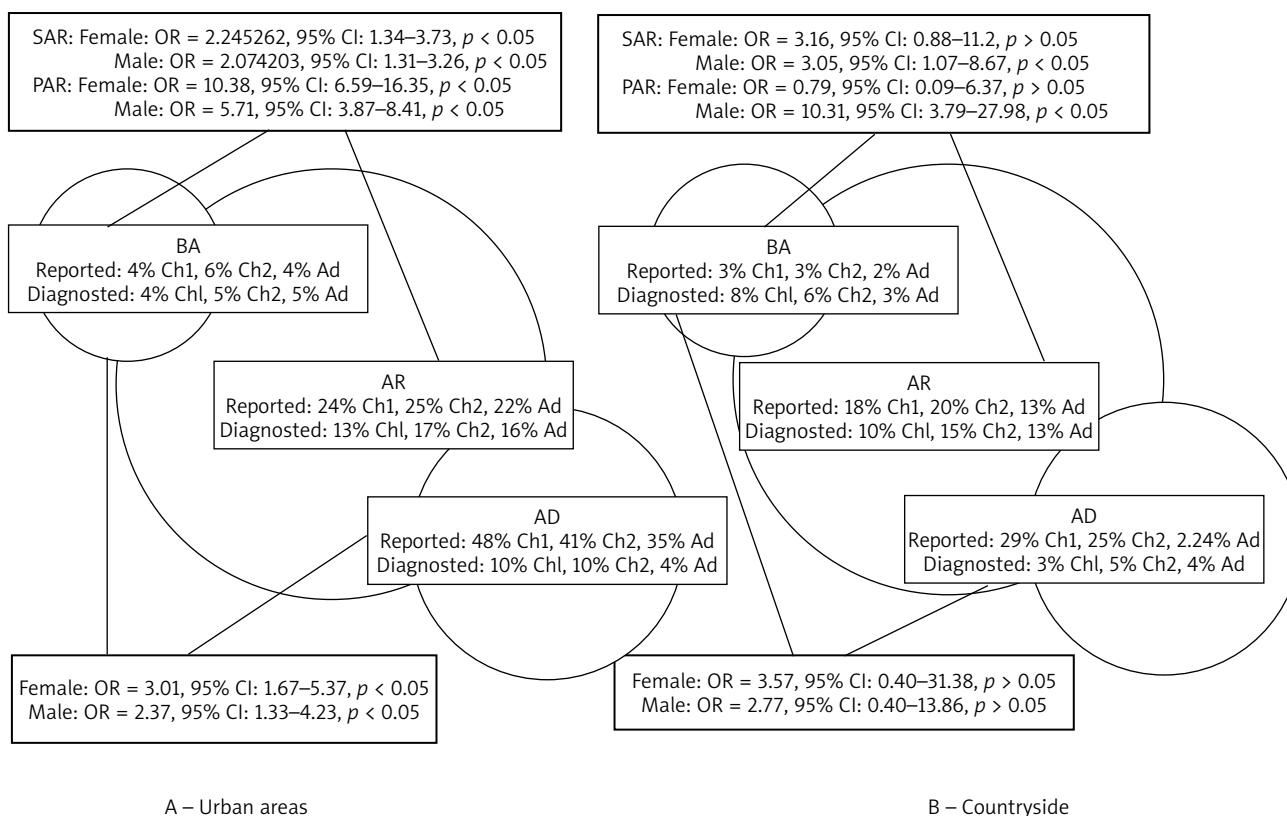 SAR: Female: OR = 2.245262, 95% CI: 1.34–3.73, p < 0.05
Male: OR = 2.074203, 95% CI: 1.31–3.26, p < 0.05
PAR: Female: OR = 10.38, 95% CI: 6.59–16.35, p < 0.05
Male: OR = 5.71, 95% CI: 3.87–8.41, p < 0.05
BA
Reported: 4% Ch1, 6% Ch2, 4% Ad
Diagnosted: 4% Chl, 5% Ch2, 5% Ad
AR
Reported: 24% Ch1, 25% Ch2, 22% Ad
Diagnosted: 13% Chl, 17% Ch2, 16% Ad
AD
Reported: 48% Ch1, 41% Ch2, 35% Ad
Diagnosted: 10% Chl, 10% Ch2, 4% Ad
Female: OR = 3.01, 95% CI: 1.67–5.37, p < 0.05
Male: OR = 2.37, 95% CI: 1.33–4.23, p < 0.05
A – Urban areas
SAR: Female: OR = 3.16, 95% CI: 0.88–11.2, p > 0.05
Male: OR = 3.05, 95% CI: 1.07–8.67, p < 0.05
PAR: Female: OR = 0.79, 95% CI: 0.09–6.37, p > 0.05
Male: OR = 10.31, 95% CI: 3.79–27.98, p < 0.05
BA
Reported: 3% Ch1, 3% Ch2, 2% Ad
Diagnosted: 8% Chl, 6% Ch2, 3% Ad
AR
Reported: 18% Ch1, 20% Ch2, 13% Ad
Diagnosted: 10% Chl, 15% Ch2, 13% Ad
AD
Reported: 29% Ch1, 25% Ch2, 2.24% Ad
Diagnosted: 3% Chl, 5% Ch2, 4% Ad
Female: OR = 3.57, 95% CI: 0.40–31.38, p > 0.05
Male: OR = 2.77, 95% CI: 0.40–13.86, p > 0.05
B – Countryside